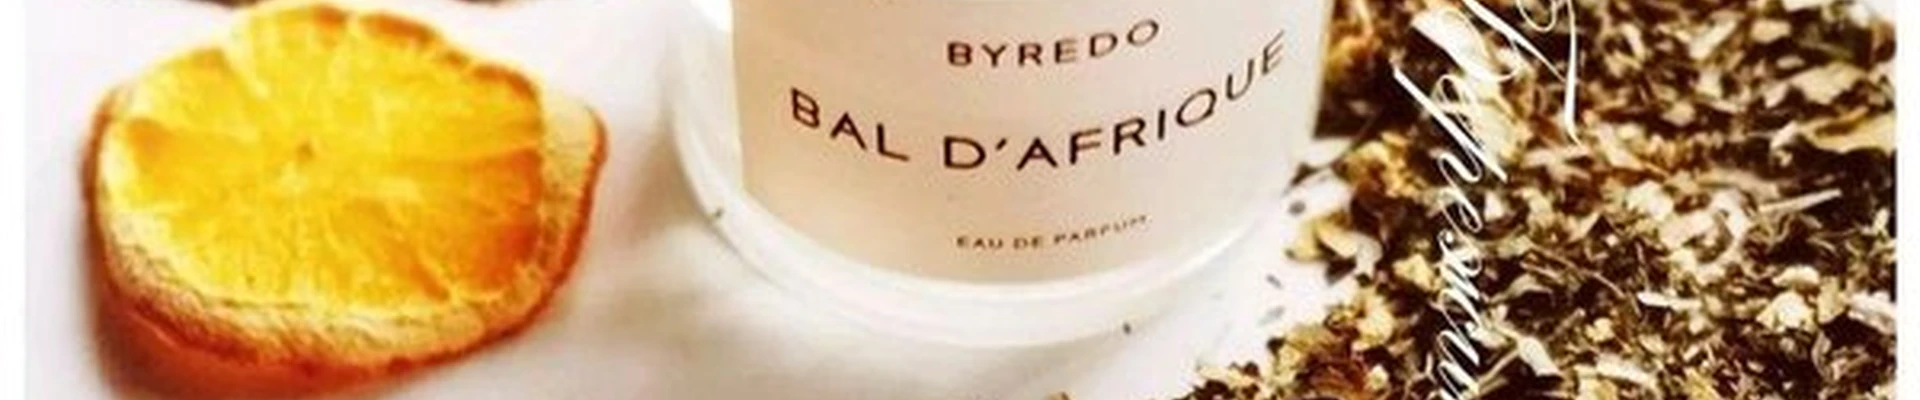 BYREDO
BAL D'AFRIQUE
EAU DE PARFUM